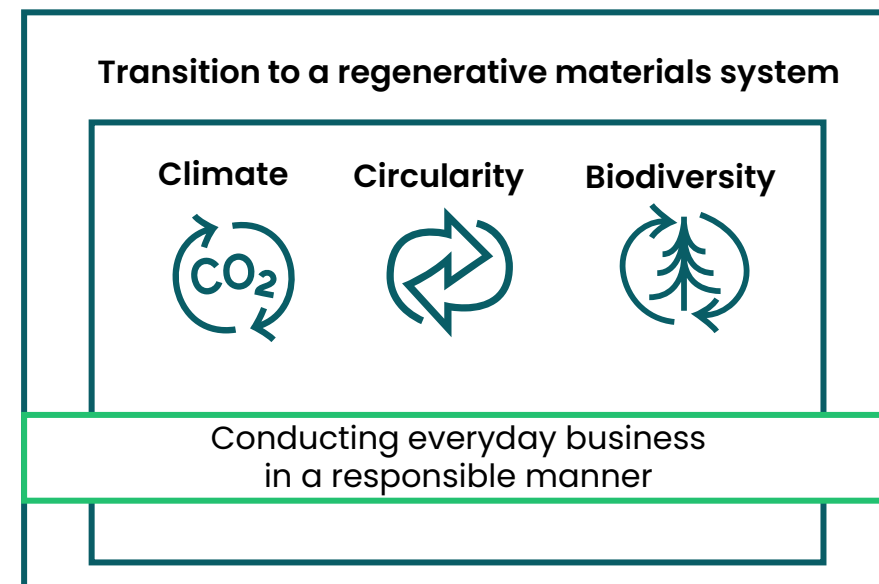 Transition to a regenerative materials system
Climate
Circularity
Biodiversity
CO₂
Conducting everyday business
in a responsible manner